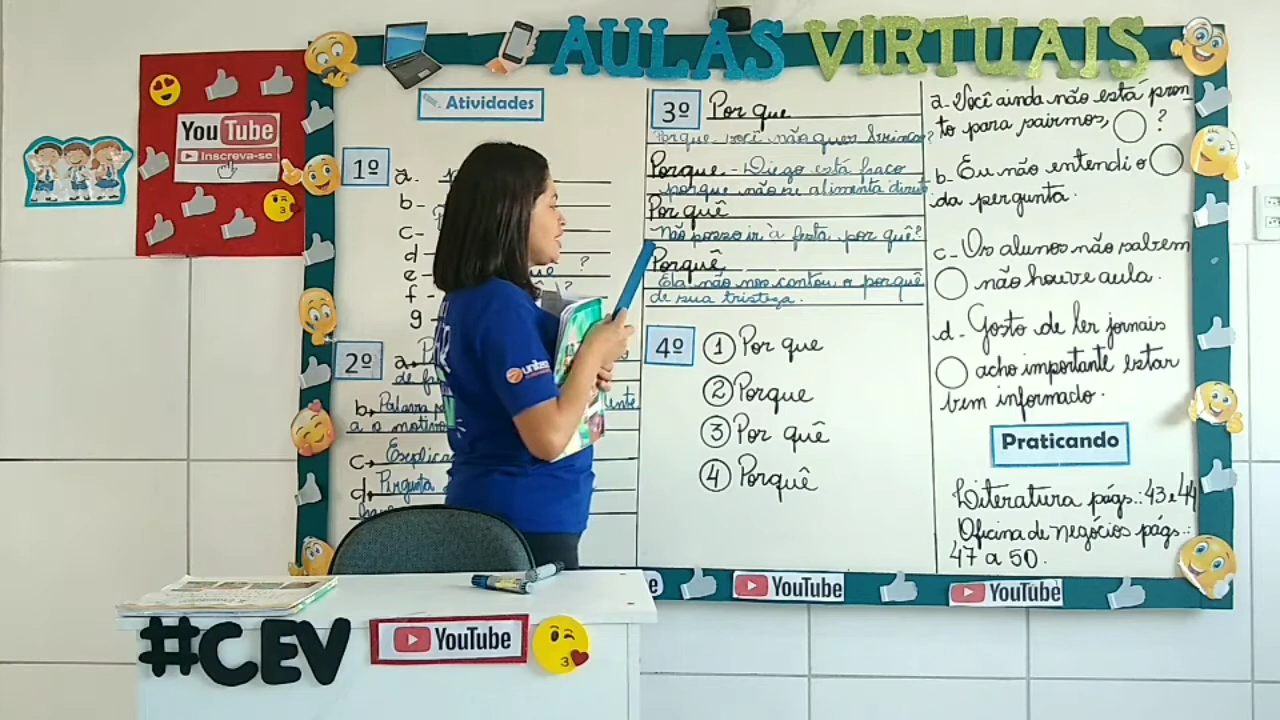 AULAS VIRTUAIS
YouTube
Inscreva-se
Atividades
1º
a.
b-
c-
d-
e-
?
f-
?
g-
2º
a
de
b Palavra
a o motivo
c
d Pergunta
3º Por que
Porque você não quer brincar?
Porque - Diego está fraco
porque não se alimenta direito
Por quê
Não posso ir à festa por quê?
Porquê
Ela não nos contou o porquê
de sua tristeza.
4º
1 Por que
2 Porque
3 Por quê
4 Porquê
a- Você ainda não está pron-
to para sairmos, ?
b- Eu não entendi o
da pergunta.
c- Os alunos não sabem
não houve aula.
d- Gosto de ler jornais
acho importante estar
bem informado.
Praticando
Literatura págs.: 43 e 44
Oficina de negócios págs.:
47 a 50.
YouTube
YouTube
#CEV
YouTube